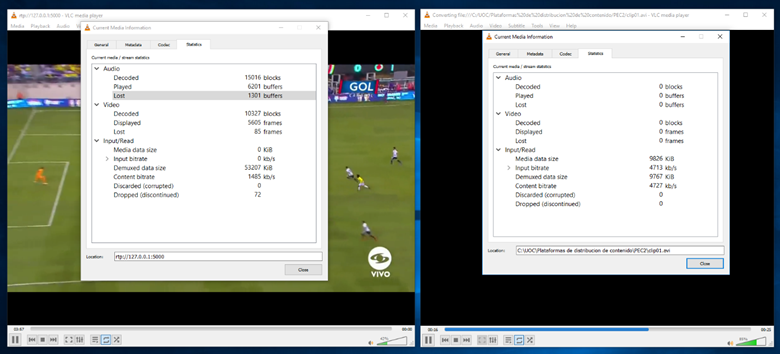 rtp://127.0.0.1:5000 - VLC media player
Media Playback Audio
Current Media Information
General Metadata Codec Statistics
Current media / stream statistics
Audio
Decoded 15016 blocks
Played 6201 buffers
Lost 1301 buffers
Video
Decoded 10327 blocks
Displayed 5605 frames
Lost 85 frames
Input/Read
Media data size 0 KiB
Input bitrate 0 kb/s
Demuxed data size 53207 KiB
Content bitrate 1485 kb/s
Discarded (corrupted) 0
Dropped (discontinued) 72
Location: rtp://127.0.0.1:5000
Close
GOL
VIVO
Converting file:///C:/UOC/Plataformas%20de%20distribucion%20de%20contenido/PEC2/clip01.avi - VLC media player
Media Playback Audio Video Subtitle Tools View Help
Current Media Information
General Metadata Codec Statistics
Current media / stream statistics
Audio
Decoded 0 blocks
Played 0 buffers
Lost 0 buffers
Video
Decoded 0 blocks
Displayed 0 frames
Lost 0 frames
Input/Read
Media data size 9826 KiB
Input bitrate 4713 kb/s
Demuxed data size 9767 KiB
Content bitrate 4727 kb/s
Discarded (corrupted) 0
Dropped (discontinued) 0
Location: C:\UOC\Plataformas de distribucion de contenido\PEC2\clip01.avi
Close